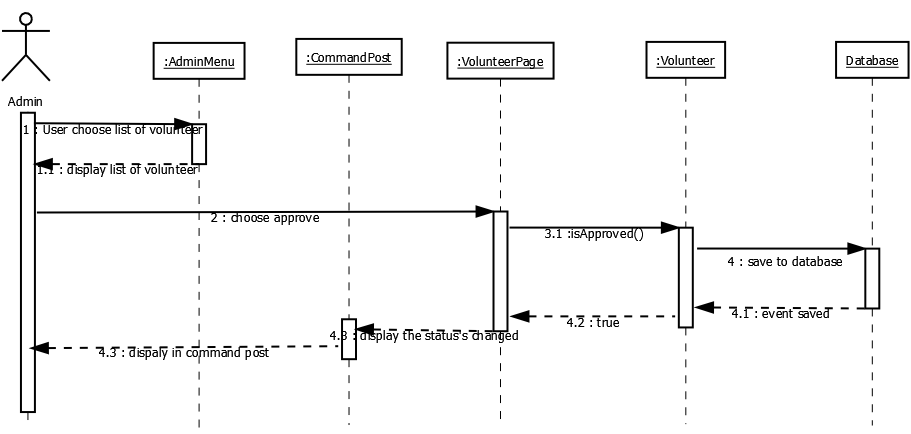 :AdminMenu
:CommandPost
:VolunteerPage
:Volunteer
Database
Admin
1 : User choose list of volunteer
1.1 : display list of volunteer
2 : choose approve
3.1 :isApproved()
4 : save to database
4.1 : event saved
4.2 : true
4.3 : display the status's changed
4.3 : dispaly in command post